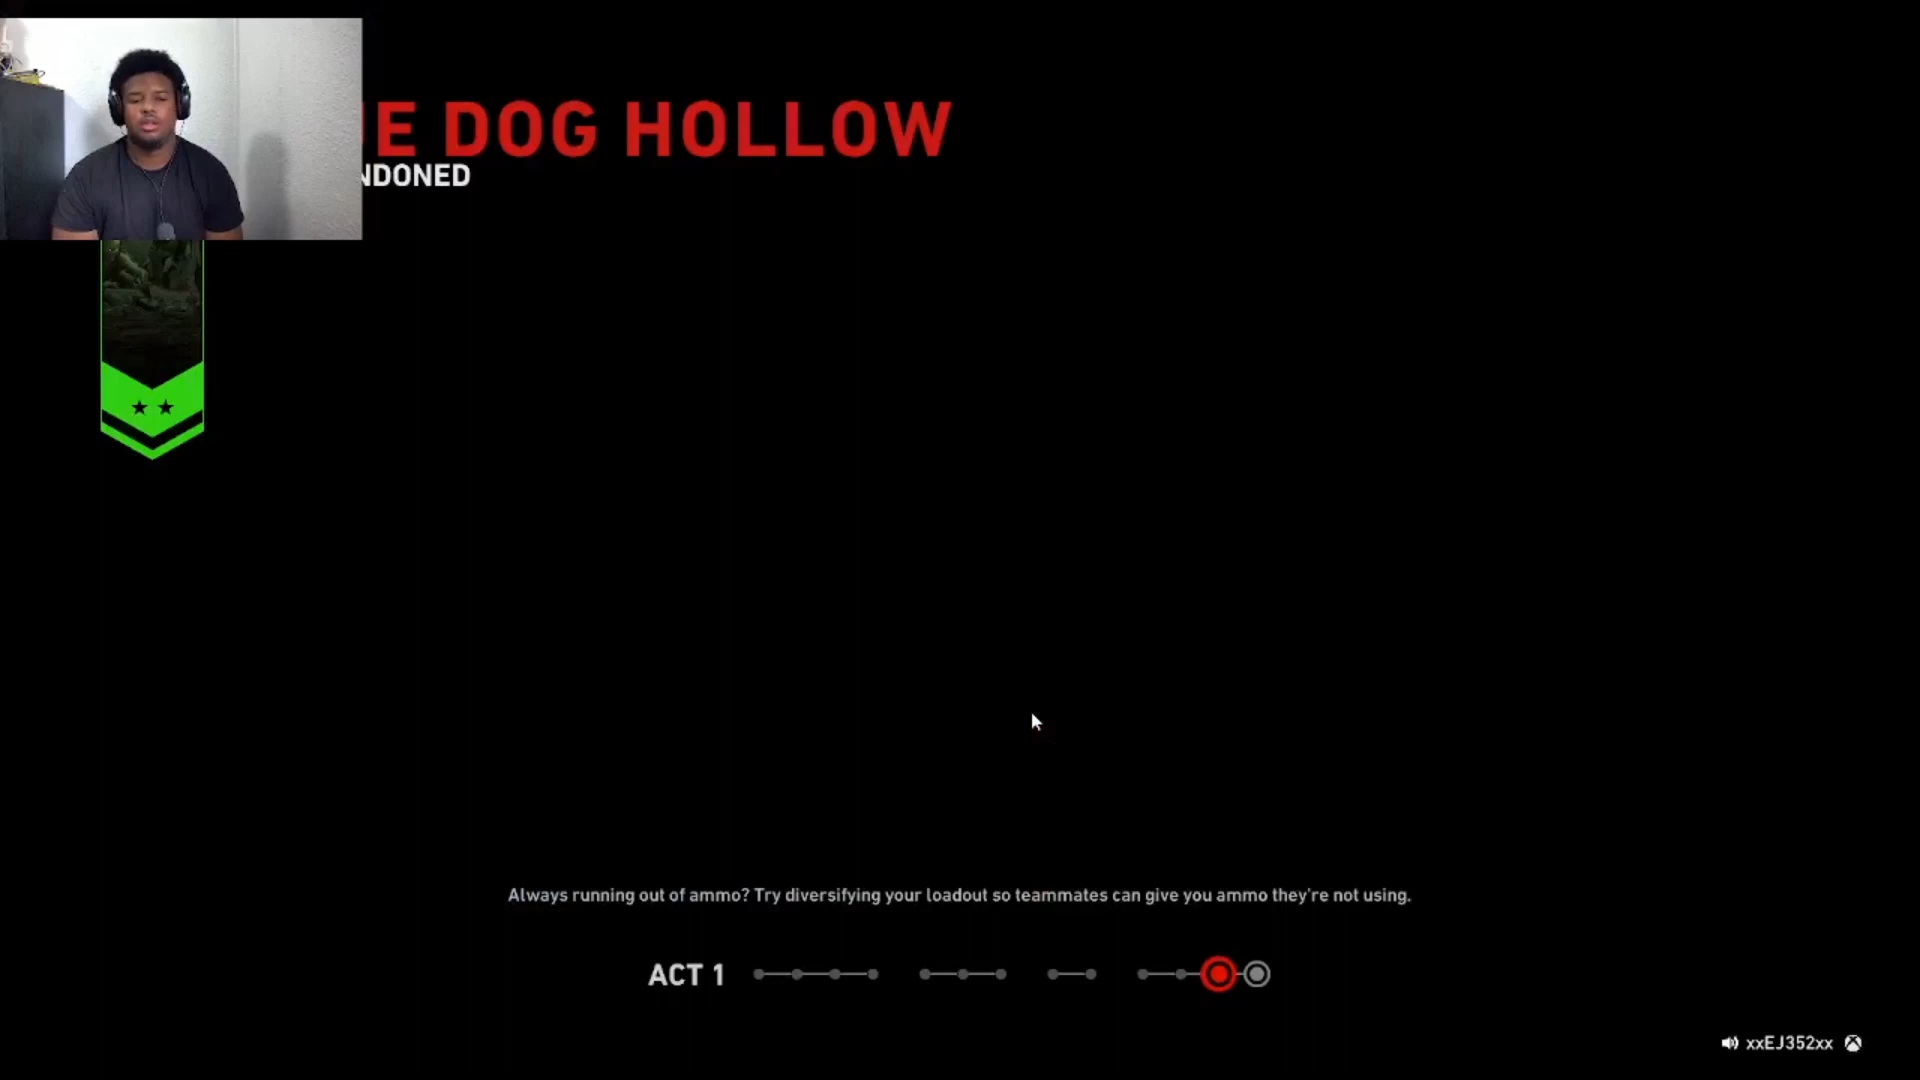 E DOG HOLLOW
NDONED
Always running out of ammo? Try diversifying your loadout so teammates can give you ammo they're not using.
ACT 1
xxEJ352xx